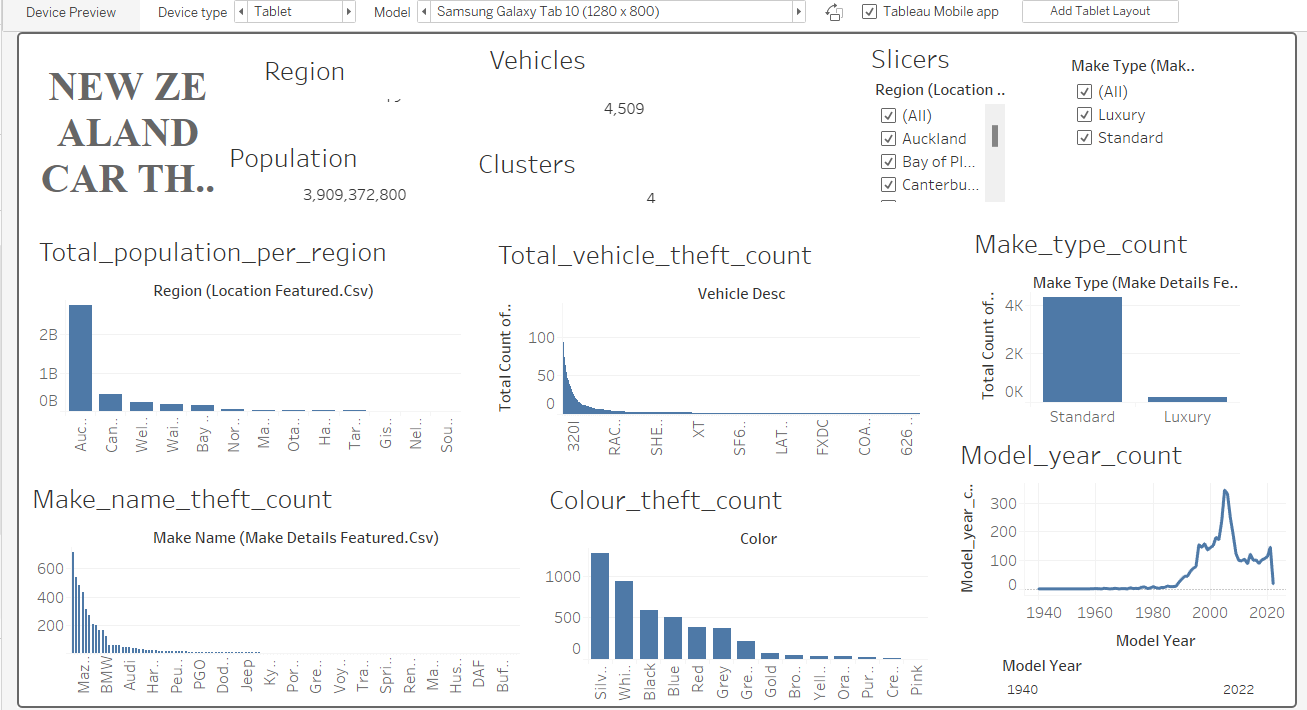 Device Preview
Device type
Tablet
Model
Samsung Galaxy Tab 10 (1280 x 800)
Tableau Mobile app
Add Tablet Layout
NEW ZE
ALAND
CAR TH..
Region
Vehicles
4,509
Population
3,909,372,800
Clusters
4
Slicers
Region (Location ..
(All)
Auckland
Bay of Pl...
Canterbu...
Make Type (Mak..
(All)
Luxury
Standard
Total_population_per_region
Region (Location Featured.Csv)
2B
1B
0B
Auc..
Can..
Wel..
Wai..
Bay ..
Nor..
Ma..
Ota..
Ha..
Tar..
Gis..
Nel..
Sou..
Total_vehicle_theft_count
Vehicle Desc
Total Count of..
100
50
0
320I
RAC..
SHE..
XT
SF6..
LAT..
FXDC
COA..
626 ..
Make_type_count
Make Type (Make Details Fe..
Total Count of..
4K
2K
0K
Standard
Luxury
Make_name_theft_count
Make Name (Make Details Featured.Csv)
600
400
200
Maz..
BMW
Audi
Har..
Peu..
PGO
Dod..
Jeep
Ky..
Por..
Gre..
Voy..
Tra..
Spri..
Ren..
Ma..
Hus..
DAF
Buf..
Colour_theft_count
Color
1000
500
0
Silv..
Whi..
Black
Blue
Red
Grey
Gre..
Gold
Bro..
Yell..
Ora..
Pur..
Cre..
Pink
Model_year_count
Model_year_c..
300
200
100
0
1940
1960
1980
2000
2020
Model Year
Model Year
1940
2022